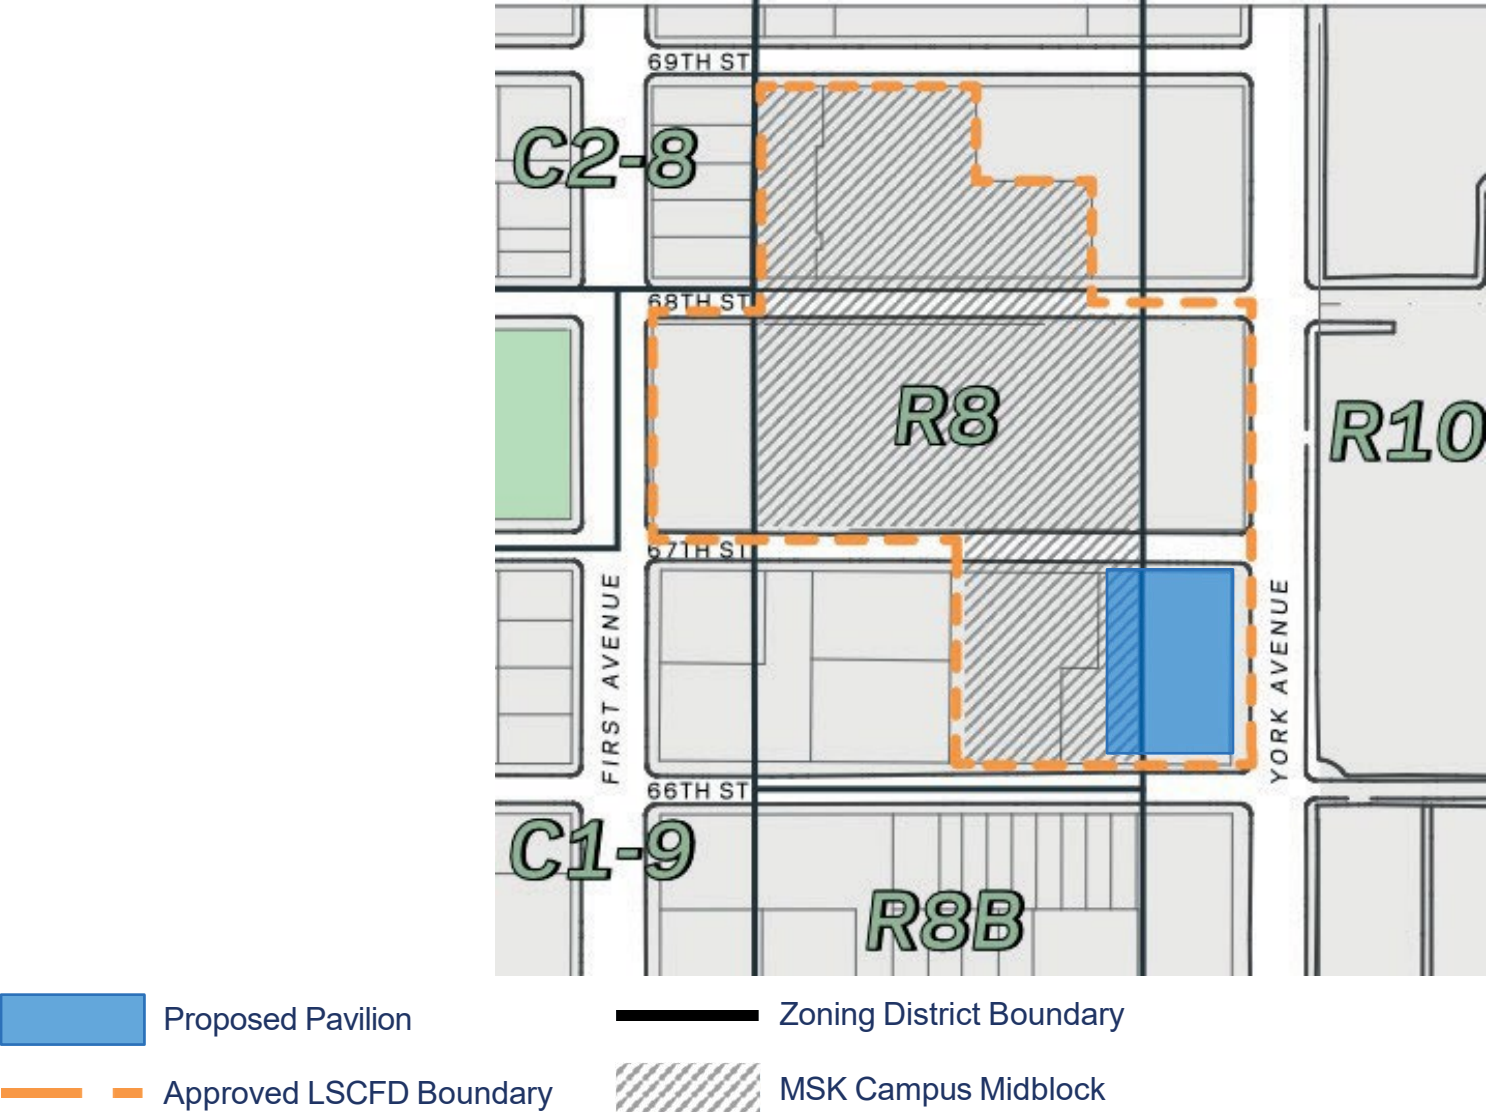 69TH ST
C2-8
68TH ST
R8
R10
67TH ST
FIRST AVENUE
YORK AVENUE
66TH ST
C1-9
R8B
Proposed Pavilion
Zoning District Boundary
Approved LSCFD Boundary
MSK Campus Midblock